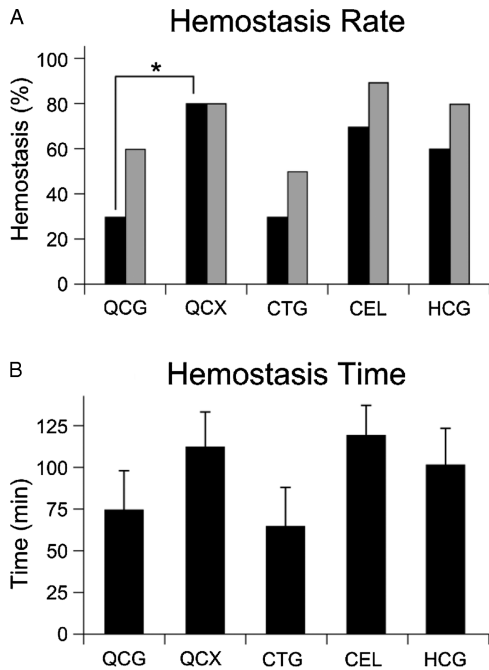 A
Hemostasis Rate
Hemostasis (%)
100
80
60
40
20
0
*
QCG QCX CTG CEL HCG
B
Hemostasis Time
Time (min)
125
100
75
50
25
0
QCG QCX CTG CEL HCG